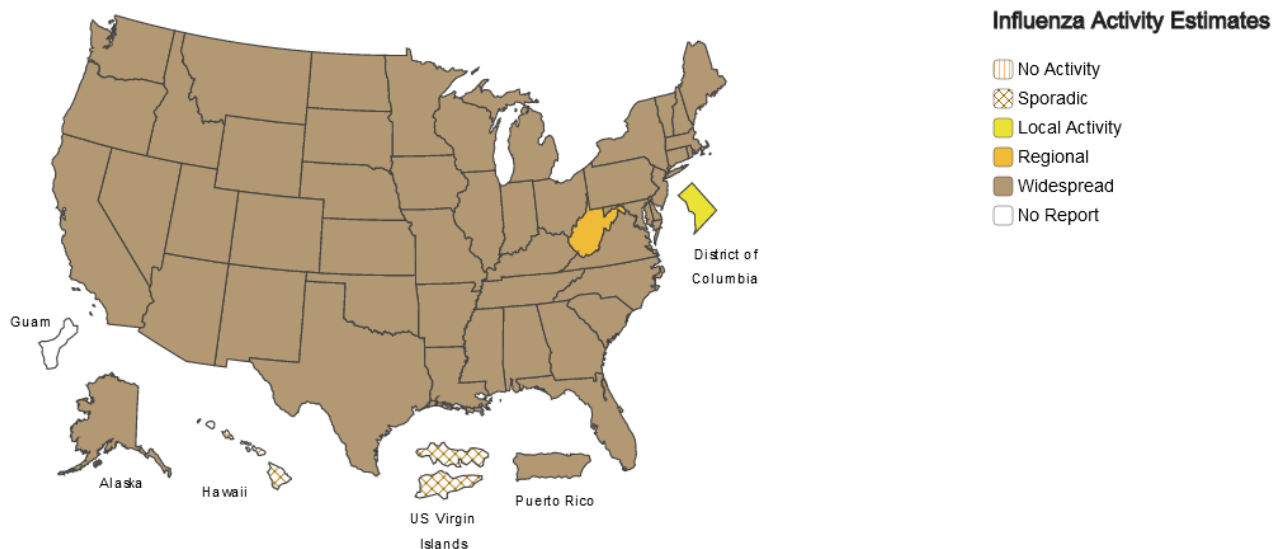 Influenza Activity Estimates
No Activity
Sporadic
Local Activity
Regional
Widespread
No Report
District of
Columbia
Guam
Alaska
Hawaii
US Virgin
Islands
Puerto Rico